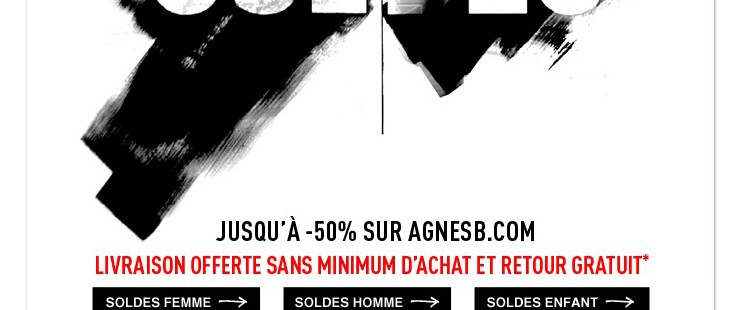 JUSQU'À -50% SUR AGNESB.COM
LIVRAISON OFFERTE SANS MINIMUM D'ACHAT ET RETOUR GRATUIT*
SOLDES FEMME → SOLDES HOMME → SOLDES ENFANT →